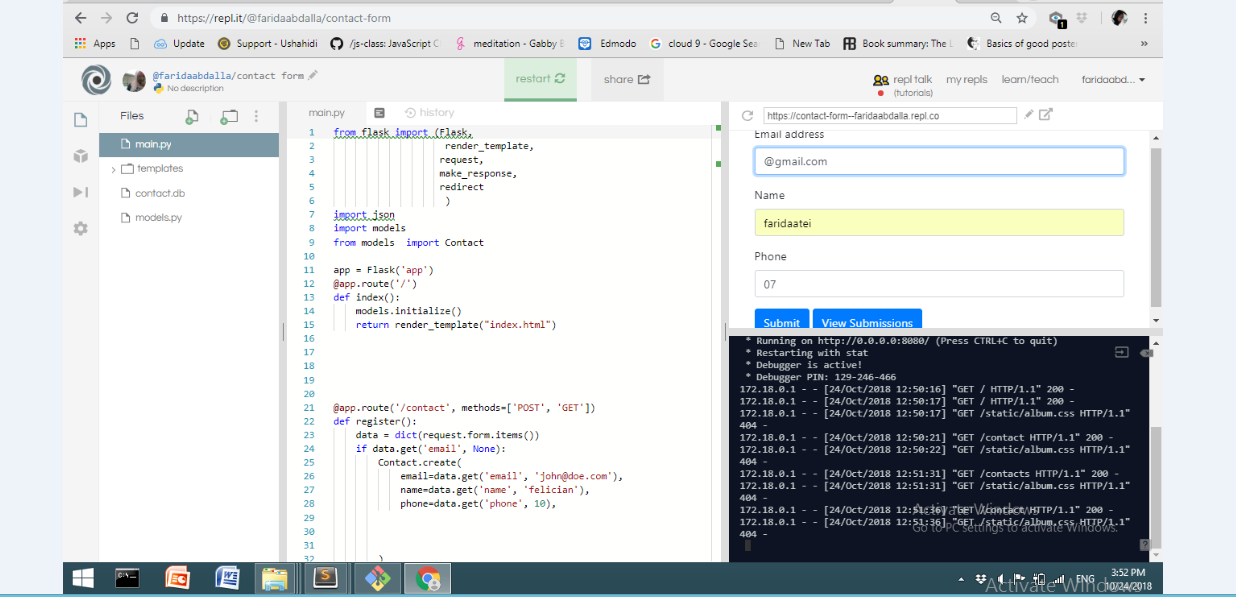 https://repl.it/@faridaabdalla/contact-form
Apps Update Support - Ushahidi /js-class: JavaScript C meditation - Gabby B Edmodo cloud 9 - Google Sea New Tab Book summary: The L Basics of good poste »
@faridaabdalla/contact form
No description
restart
share
repl talk
(tutorials)
my repls
learn/teach
faridaabd...
Files
main.py
templates
contact.db
models.py
main.py
history
1 from flask import (Flask,
2 render_template,
3 request,
4 make_response,
5 redirect
6 )
7 import json
8 import models
9 from models import Contact
10
11 app = Flask('app')
12 @app.route('/')
13 def index():
14 models.initialize()
15 return render_template("index.html")
16
17
18
19
20
21 @app.route('/contact', methods=['POST', 'GET'])
22 def register():
23 data = dict(request.form.items())
24 if data.get('email', None):
25 Contact.create(
26 email=data.get('email', 'john@doe.com'),
27 name=data.get('name', 'felician'),
28 phone=data.get('phone', 10),
29
30
31
32 )
https://contact-form--faridaabdalla.repl.co
Email address
@gmail.com
Name
faridaatei
Phone
07
Submit View Submissions
* Running on http://0.0.0.0:8080/ (Press CTRL+C to quit)
* Restarting with stat
* Debugger is active!
* Debugger PIN: 129-246-466
172.18.0.1 - - [24/Oct/2018 12:50:16] "GET / HTTP/1.1" 200 -
172.18.0.1 - - [24/Oct/2018 12:50:17] "GET / HTTP/1.1" 200 -
172.18.0.1 - - [24/Oct/2018 12:50:17] "GET /static/album.css HTTP/1.1"
404 -
172.18.0.1 - - [24/Oct/2018 12:50:21] "GET /contact HTTP/1.1" 200 -
172.18.0.1 - - [24/Oct/2018 12:50:22] "GET /static/album.css HTTP/1.1"
404 -
172.18.0.1 - - [24/Oct/2018 12:51:31] "GET /contacts HTTP/1.1" 200 -
172.18.0.1 - - [24/Oct/2018 12:51:31] "GET /static/album.css HTTP/1.1"
404 -
172.18.0.1 - - [24/Oct/2018 12:51:36] "GET /contact HTTP/1.1" 200 -
172.18.0.1 - - [24/Oct/2018 12:51:36] "GET /static/album.css HTTP/1.1"
404 -
Activate Windows
Go to PC settings to activate Windows.
ENG
3:52 PM
10/24/2018
Activate Windows